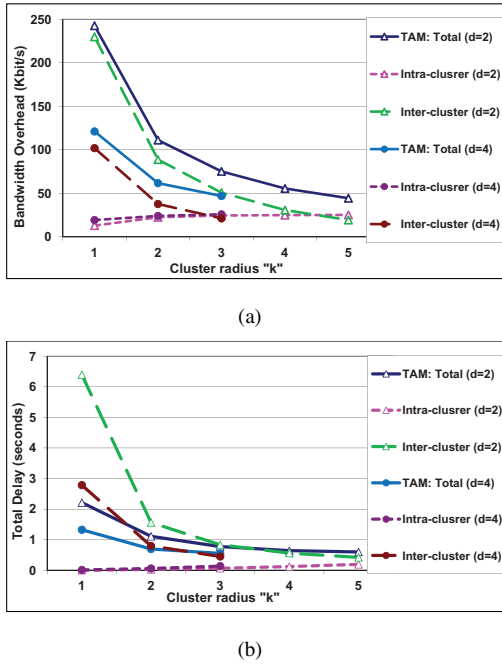 250
200
150
100
50
0
Bandwidth Overhead (Kbit/s)
1 2 3 4 5
Cluster radius "k"
TAM: Total (d=2)
Intra-clusrer (d=2)
Inter-cluster (d=2)
TAM: Total (d=4)
Intra-clusrer (d=4)
Inter-cluster (d=4)
(a)
7
6
5
4
3
2
1
0
Total Delay (seconds)
1 2 3 4 5
Cluster radius "k"
TAM: Total (d=2)
Intra-clusrer (d=2)
Inter-cluster (d=2)
TAM: Total (d=4)
Intra-clusrer (d=4)
Inter-cluster (d=4)
(b)